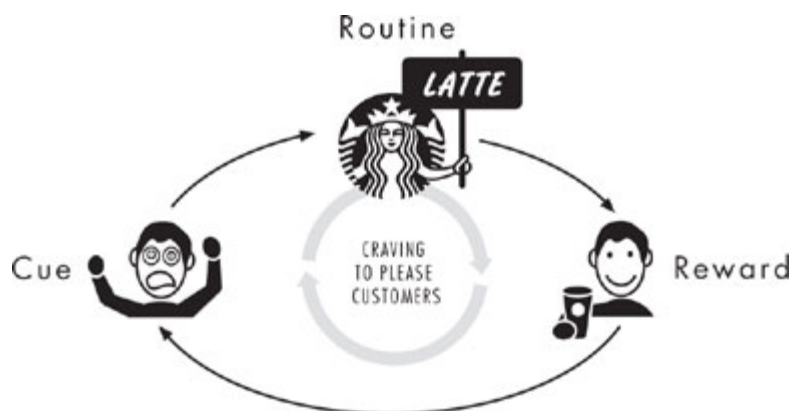 Routine
LATTE
Cue
CRAVING
TO PLEASE
CUSTOMERS
Reward